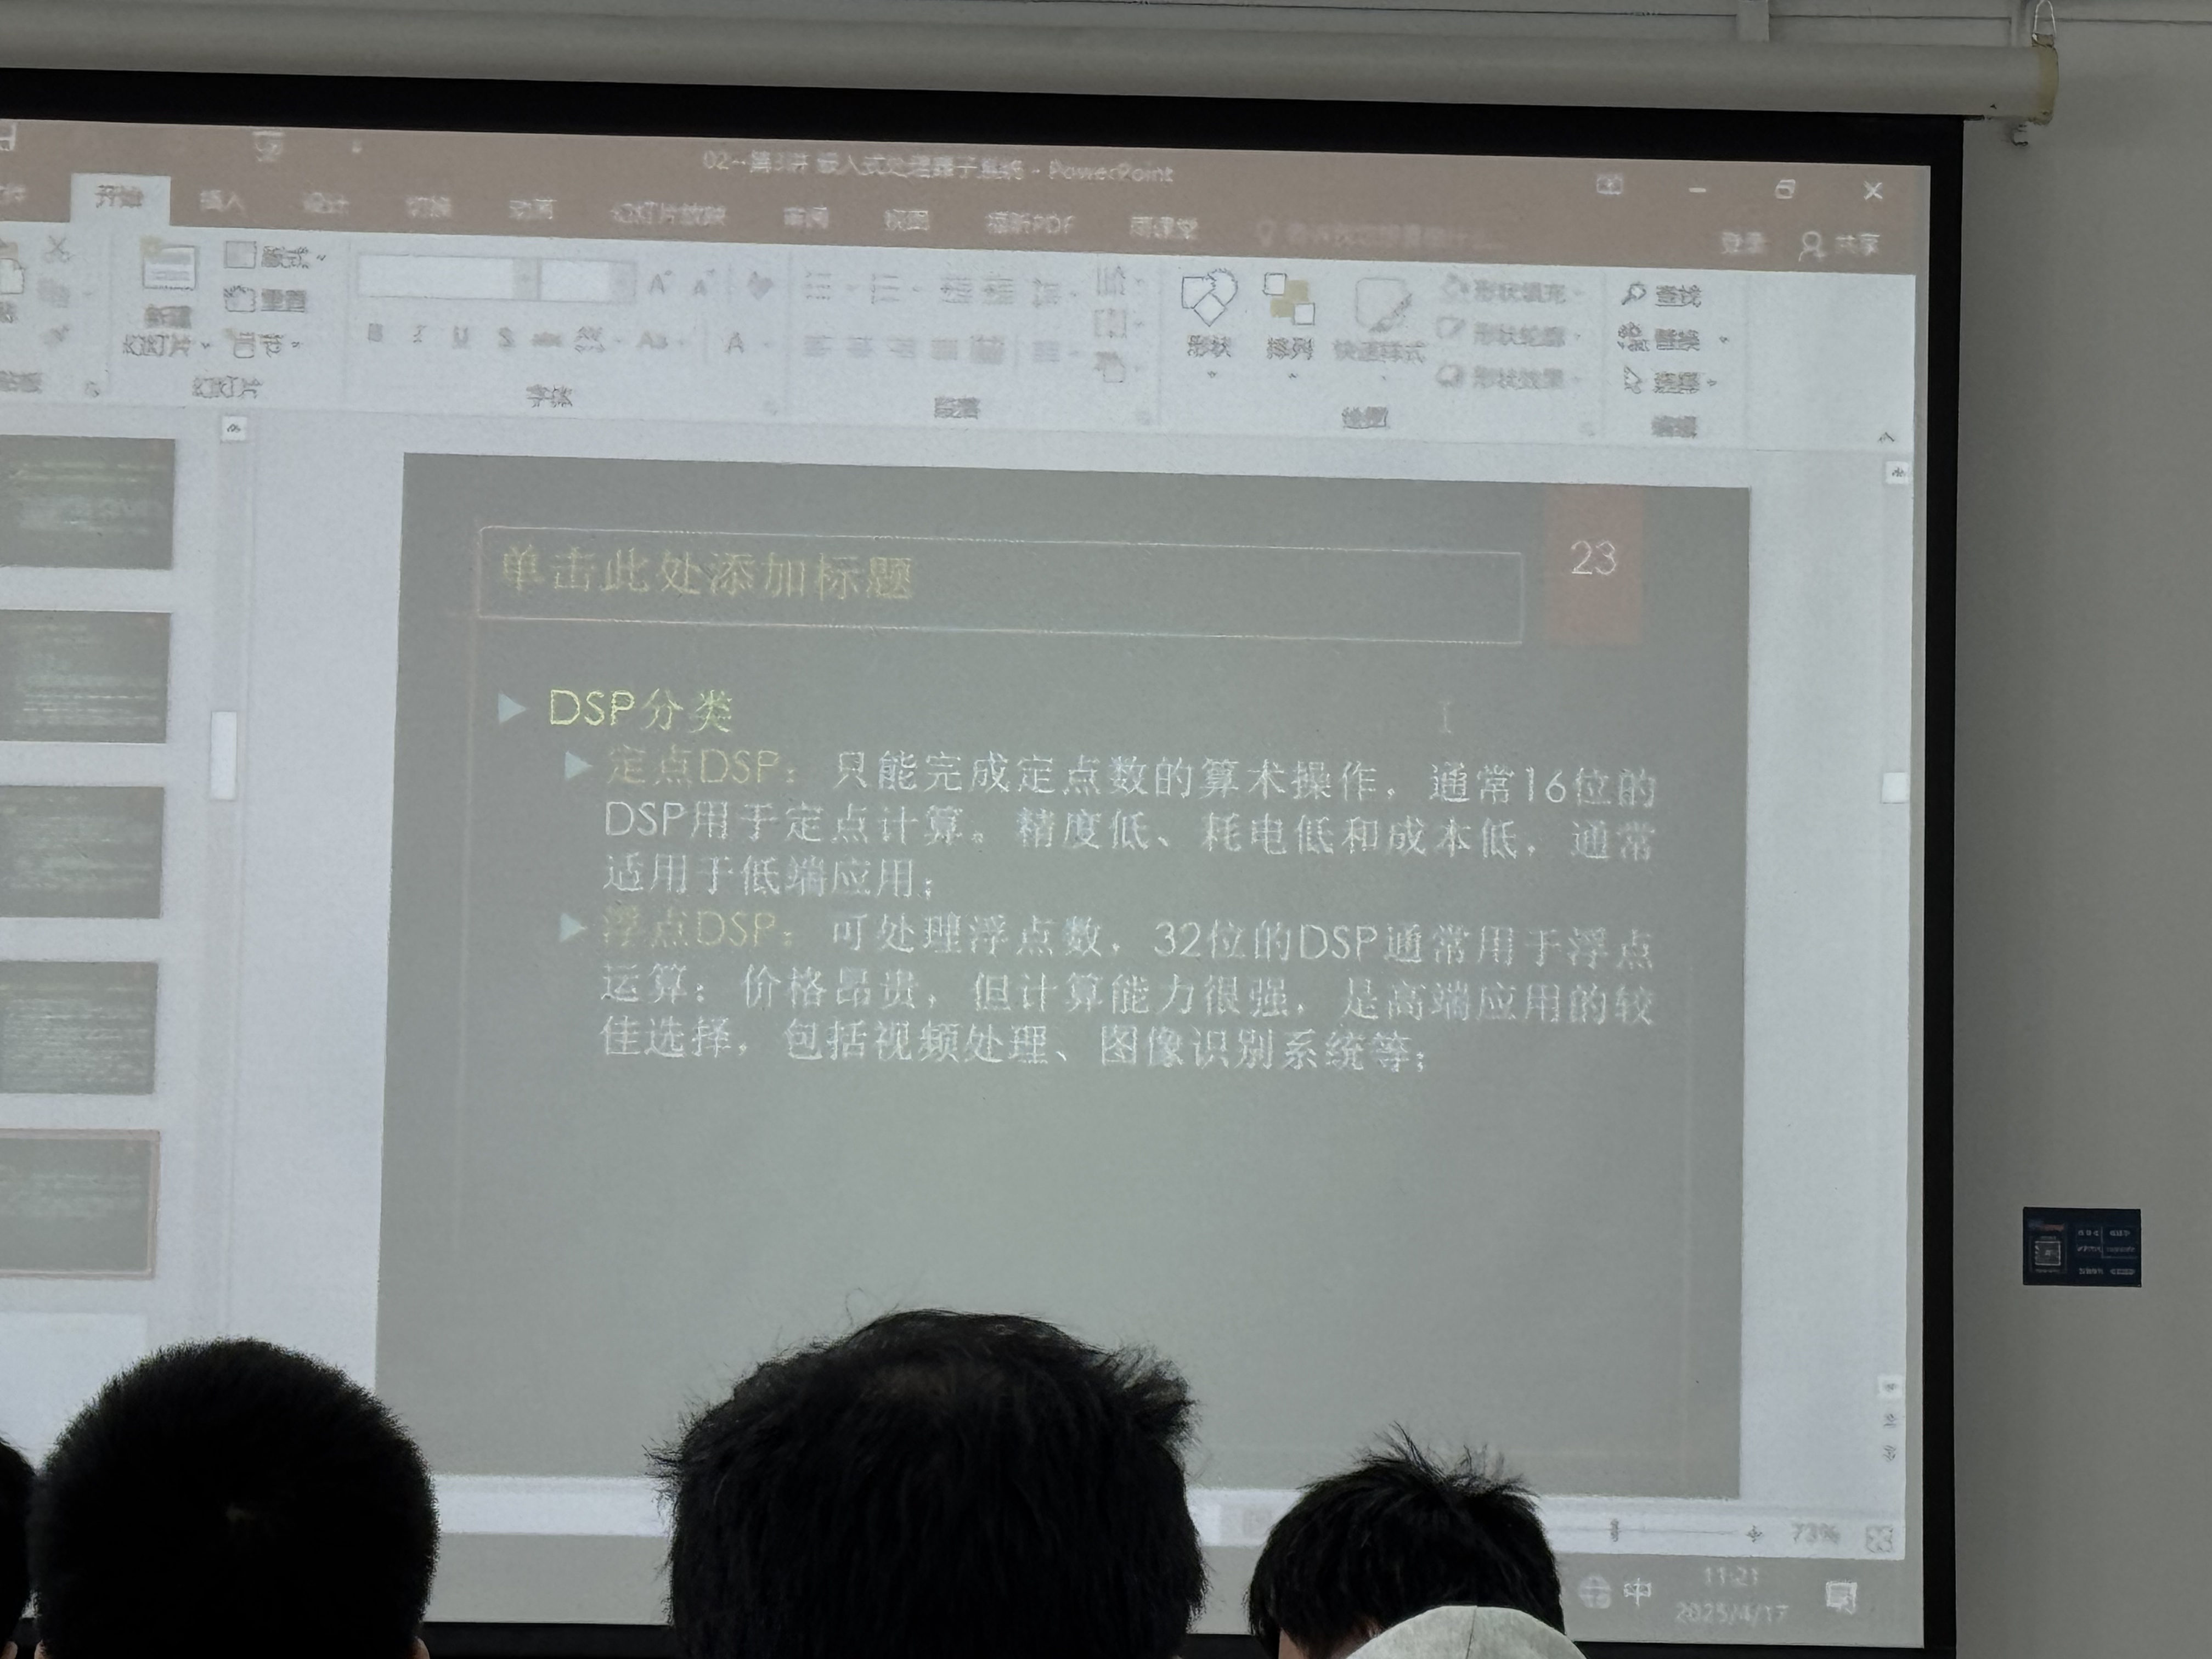 02--第3讲 嵌入式处理器子系统 - PowerPoint
开始 插入 设计 切换 动画 幻灯片放映 审阅 视图 福昕PDF 雨课堂
登录 共享
版式
重置
新建
幻灯片 节
形状 排列 快速样式
形状填充
形状轮廓
形状效果
查找
替换
选择
幻灯片 字体 段落 绘图 编辑
单击此处添加标题
23
DSP分类
定点DSP：只能完成定点数的算术操作，通常16位的
DSP用于定点计算。精度低、耗电低和成本低，通常
适用于低端应用；
浮点DSP：可处理浮点数，32位的DSP通常用于浮点
运算；价格昂贵，但计算能力很强，是高端应用的较
佳选择，包括视频处理、图像识别系统等；
73%
中
11:21
2025/4/17